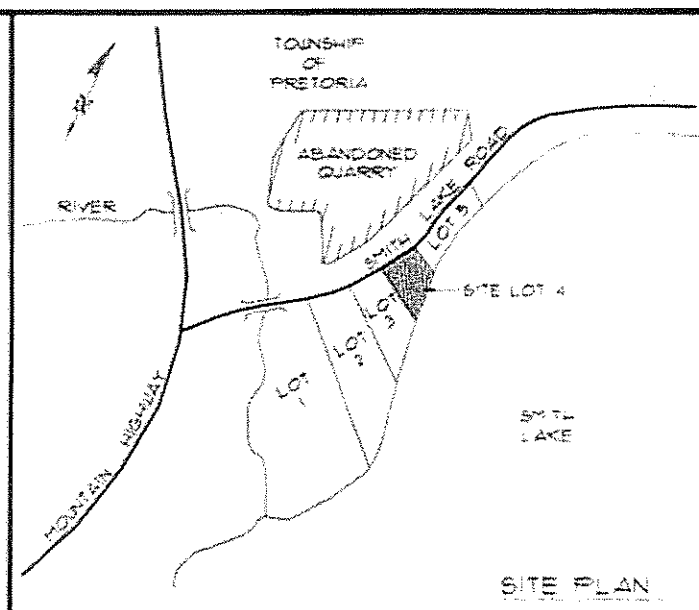 TOWNSHIP
OF
PRETORIA
ABANDONED
QUARRY
RIVER
SMITH LAKE ROAD
LOT 5
SITE LOT 4
LOT
3
LOT
2
LOT
1
MOUNTAIN HIGHWAY
SMITH
LAKE
SITE PLAN